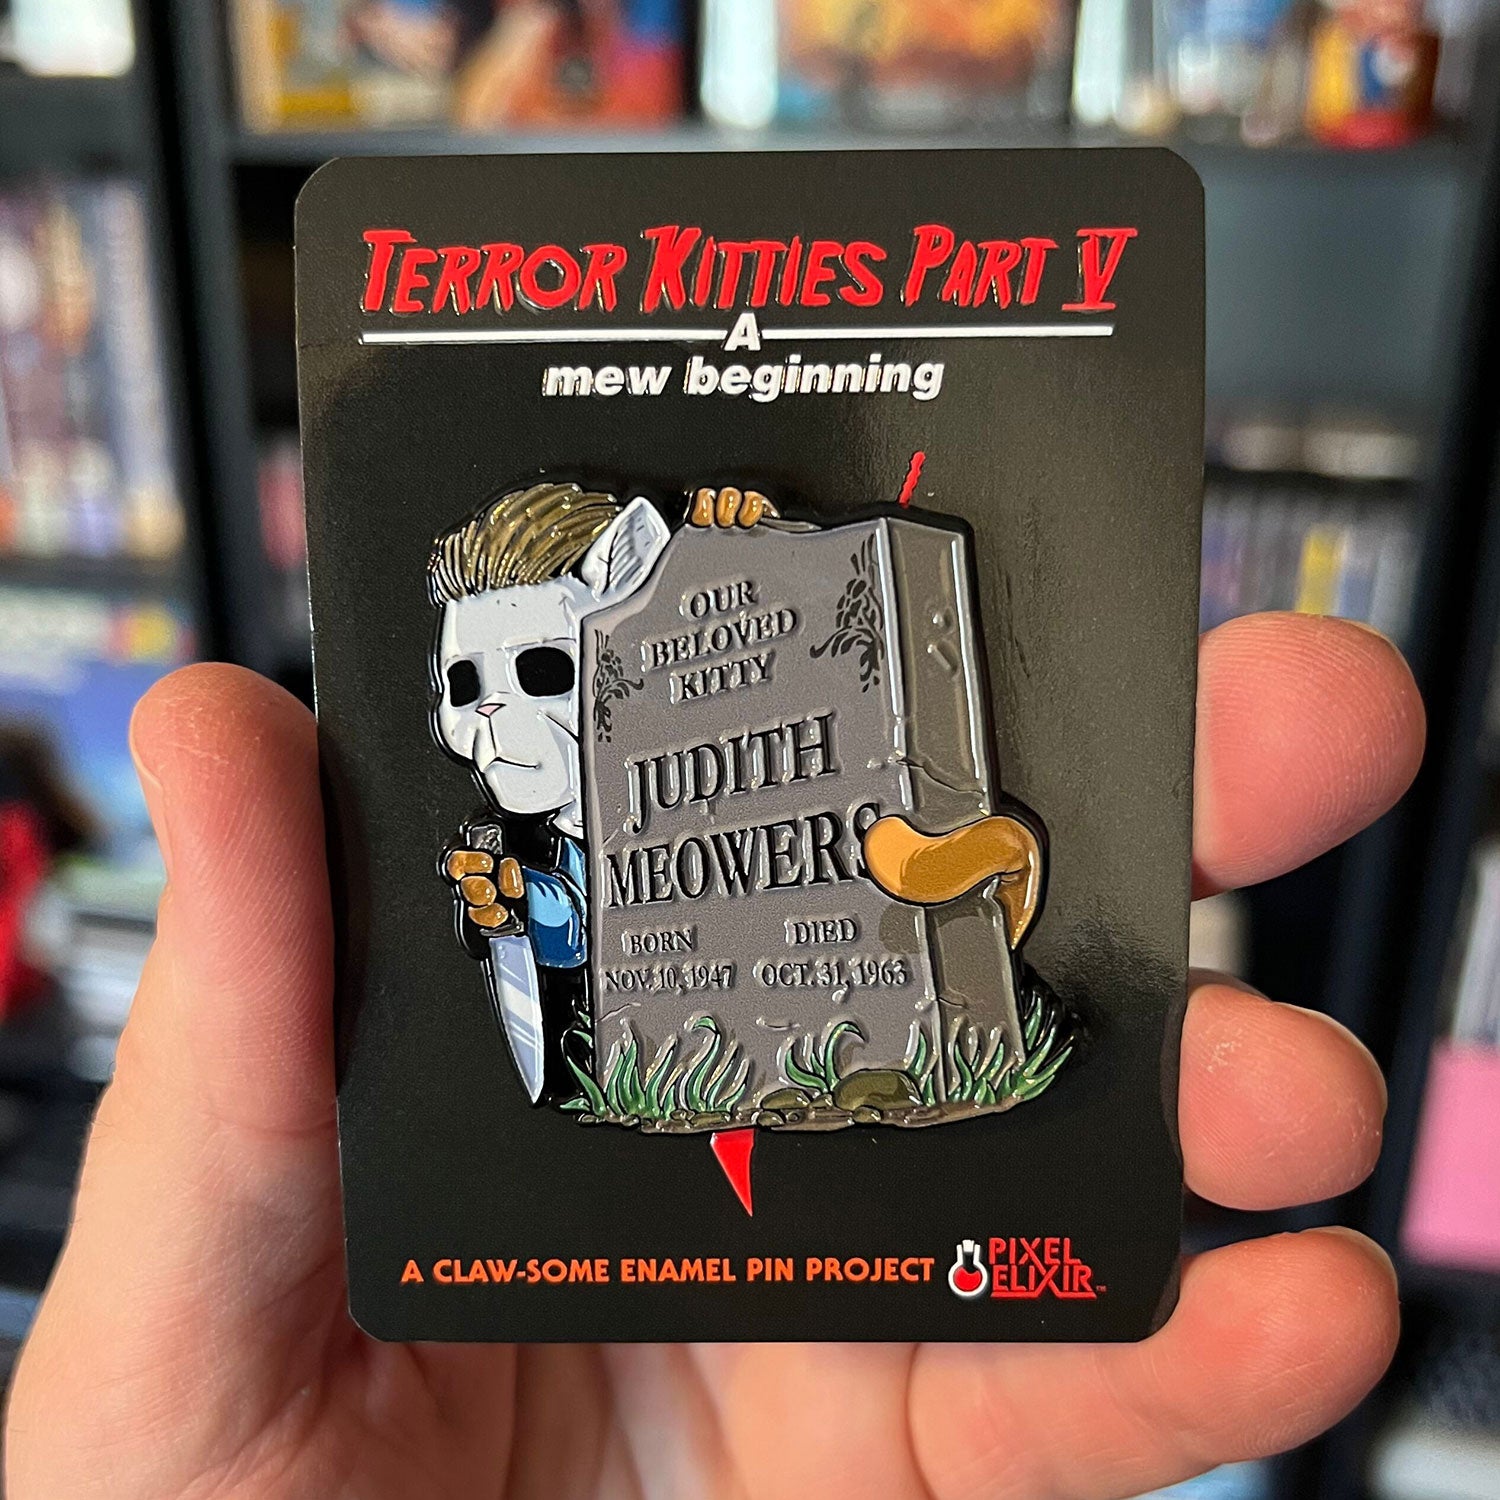 TERROR KITTIES PART V
A
mew beginning
OUR
BELOVED
KITTY
JUDITH
MEOWERS
BORN DIED
NOV. 10, 1947 OCT. 31, 1963
A CLAW-SOME ENAMEL PIN PROJECT
PIXEL
ELIXIR™